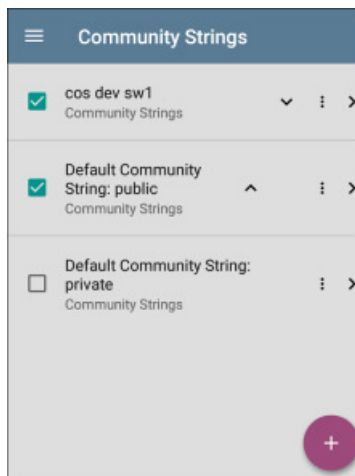 Community Strings
cos dev sw1
Community Strings
Default Community
String: public
Community Strings
Default Community String:
private
Community Strings